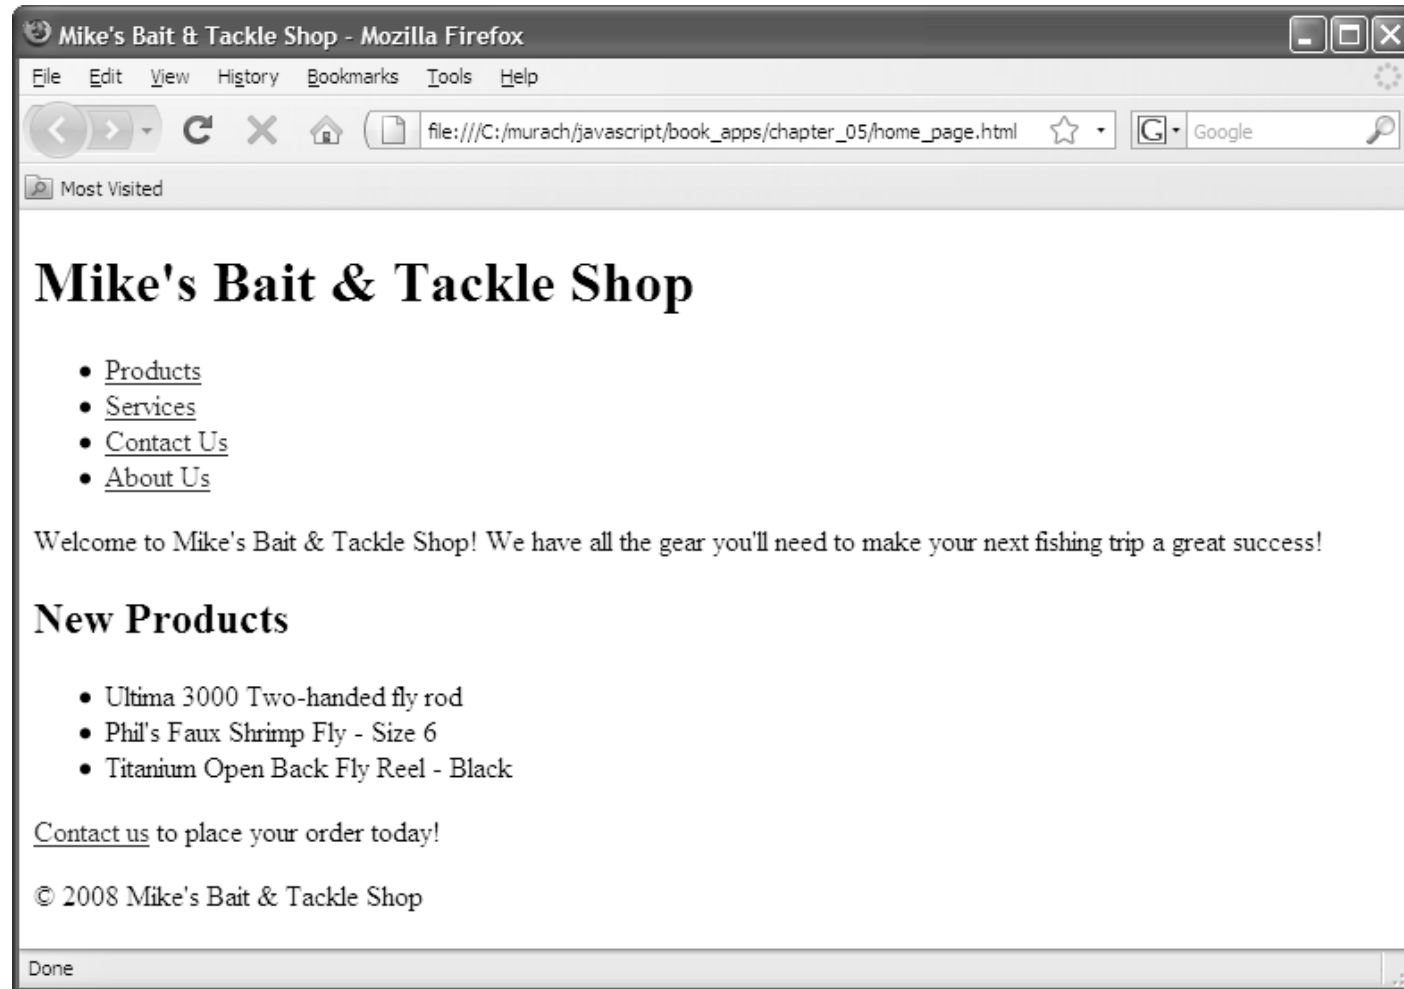 Mike's Bait & Tackle Shop - Mozilla Firefox
File Edit View History Bookmarks Tools Help
file:///C:/murach/javascript/book_apps/chapter_05/home_page.html G Google
Most Visited
Mike's Bait & Tackle Shop
• Products
• Services
• Contact Us
• About Us
Welcome to Mike's Bait & Tackle Shop! We have all the gear you'll need to make your next fishing trip a great success!
New Products
• Ultima 3000 Two-handed fly rod
• Phil's Faux Shrimp Fly - Size 6
• Titanium Open Back Fly Reel - Black
Contact us to place your order today!
© 2008 Mike's Bait & Tackle Shop
Done